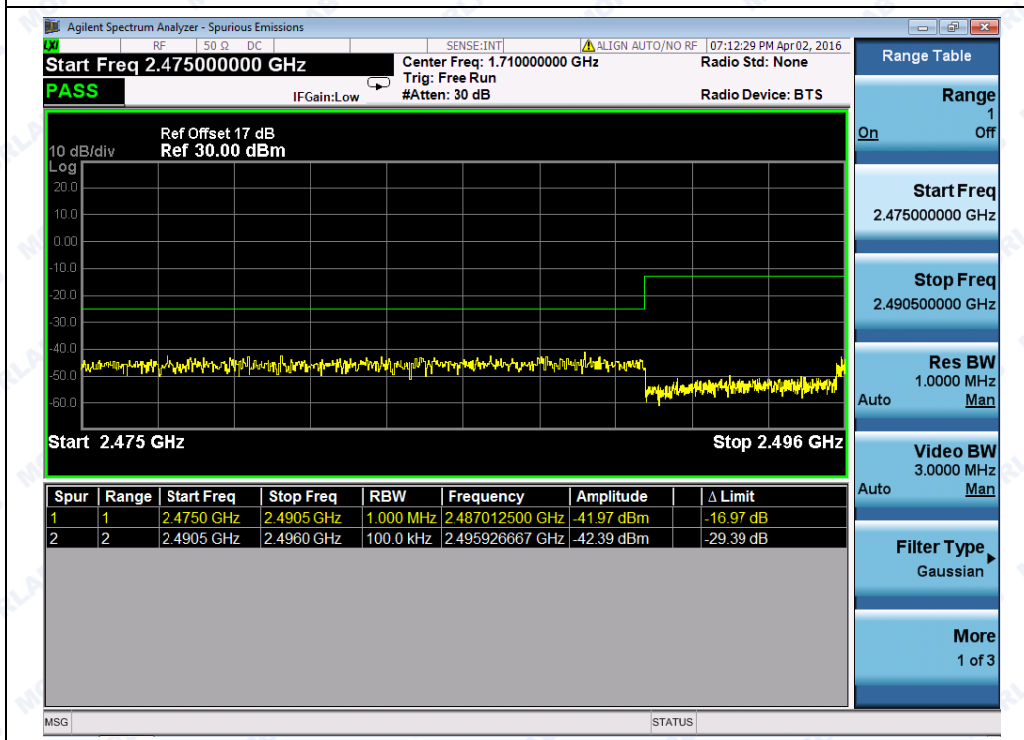 Agilent Spectrum Analyzer - Spurious Emissions
LXI RF 50 Ω DC SENSE:INT ALIGN AUTO/NO RF 07:12:29 PM Apr 02, 2016
Start Freq 2.475000000 GHz Center Freq: 1.710000000 GHz Radio Std: None
Trig: Free Run
PASS IFGain:Low #Atten: 30 dB Radio Device: BTS
Ref Offset 17 dB
10 dB/div Ref 30.00 dBm
Log
20.0
10.0
0.00
-10.0
-20.0
-30.0
-40.0
-50.0
-60.0
Start 2.475 GHz Stop 2.496 GHz
Spur Range Start Freq Stop Freq RBW Frequency Amplitude Δ Limit
1 1 2.4750 GHz 2.4905 GHz 1.000 MHz 2.487012500 GHz -41.97 dBm -16.97 dB
2 2 2.4905 GHz 2.4960 GHz 100.0 kHz 2.495926667 GHz -42.39 dBm -29.39 dB
MSG STATUS
Range Table
Range
1
On Off
Start Freq
2.475000000 GHz
Stop Freq
2.490500000 GHz
Res BW
1.0000 MHz
Auto Man
Video BW
3.0000 MHz
Auto Man
Filter Type
Gaussian
More
1 of 3